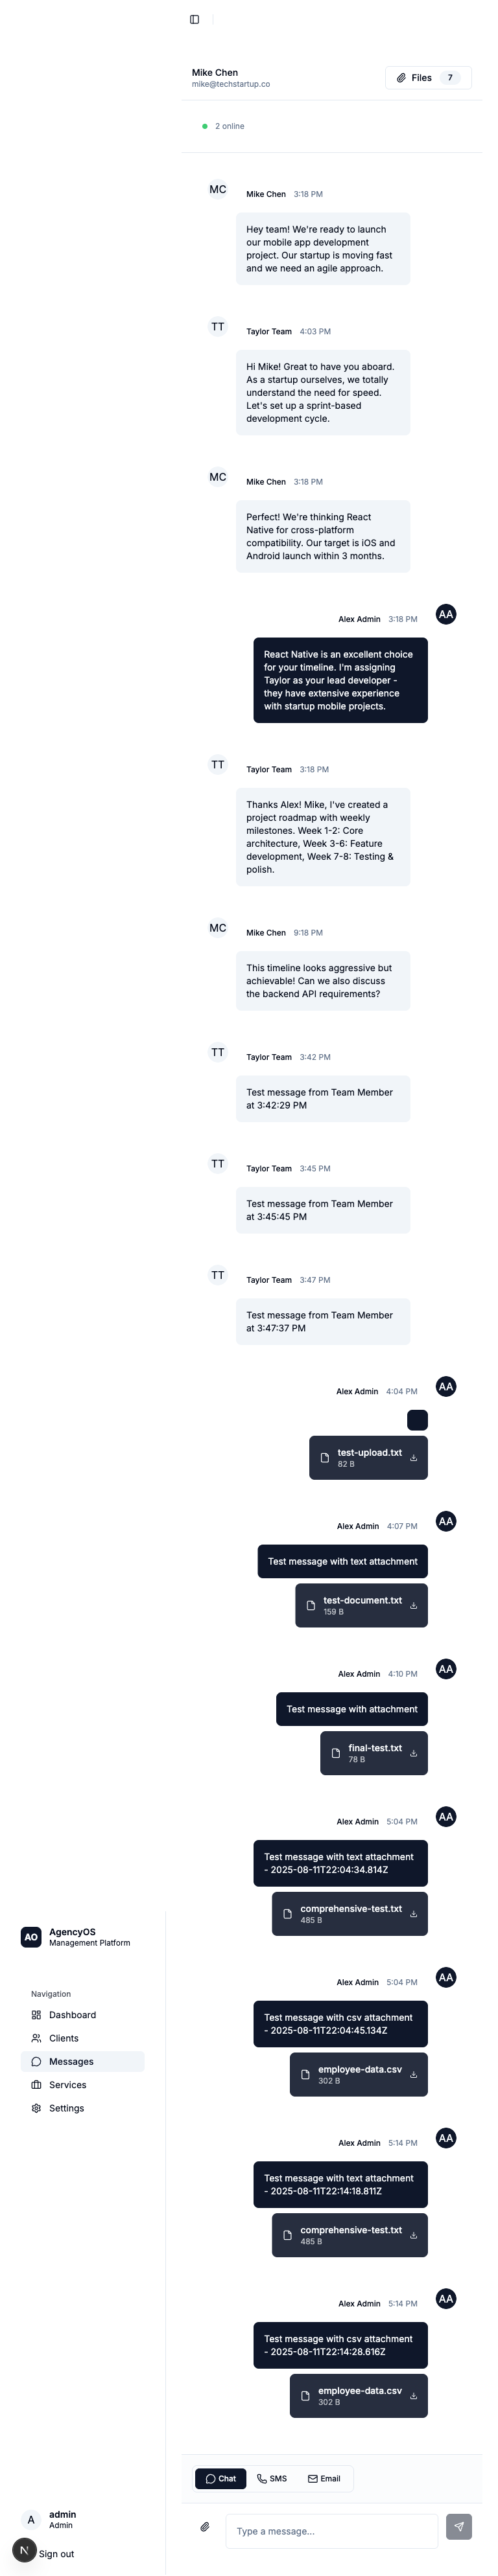 Mike Chen
mike@techstartup.co
Files 7
2 online
MC
Mike Chen 3:18 PM
Hey team! We're ready to launch
our mobile app development
project. Our startup is moving fast
and we need an agile approach.
TT
Taylor Team 4:03 PM
Hi Mike! Great to have you aboard.
As a startup ourselves, we totally
understand the need for speed.
Let's set up a sprint-based
development cycle.
MC
Mike Chen 3:18 PM
Perfect! We're thinking React
Native for cross-platform
compatibility. Our target is iOS and
Android launch within 3 months.
Alex Admin 3:18 PM
AA
React Native is an excellent choice
for your timeline. I'm assigning
Taylor as your lead developer -
they have extensive experience
with startup mobile projects.
TT
Taylor Team 3:18 PM
Thanks Alex! Mike, I've created a
project roadmap with weekly
milestones. Week 1-2: Core
architecture, Week 3-6: Feature
development, Week 7-8: Testing &
polish.
MC
Mike Chen 9:18 PM
This timeline looks aggressive but
achievable! Can we also discuss
the backend API requirements?
TT
Taylor Team 3:42 PM
Test message from Team Member
at 3:42:29 PM
TT
Taylor Team 3:45 PM
Test message from Team Member
at 3:45:45 PM
TT
Taylor Team 3:47 PM
Test message from Team Member
at 3:47:37 PM
Alex Admin 4:04 PM
AA
test-upload.txt
82 B
Alex Admin 4:07 PM
AA
Test message with text attachment
test-document.txt
159 B
Alex Admin 4:10 PM
AA
Test message with attachment
final-test.txt
78 B
Alex Admin 5:04 PM
AA
Test message with text attachment
- 2025-08-11T22:04:34.814Z
comprehensive-test.txt
485 B
Alex Admin 5:04 PM
AA
Test message with csv attachment
- 2025-08-11T22:04:45.134Z
employee-data.csv
302 B
Alex Admin 5:14 PM
AA
Test message with text attachment
- 2025-08-11T22:14:18.811Z
comprehensive-test.txt
485 B
Alex Admin 5:14 PM
AA
Test message with csv attachment
- 2025-08-11T22:14:28.616Z
employee-data.csv
302 B
Chat
SMS
Email
Type a message...
AO
AgencyOS
Management Platform
Navigation
Dashboard
Clients
Messages
Services
Settings
A
admin
Admin
N
Sign out